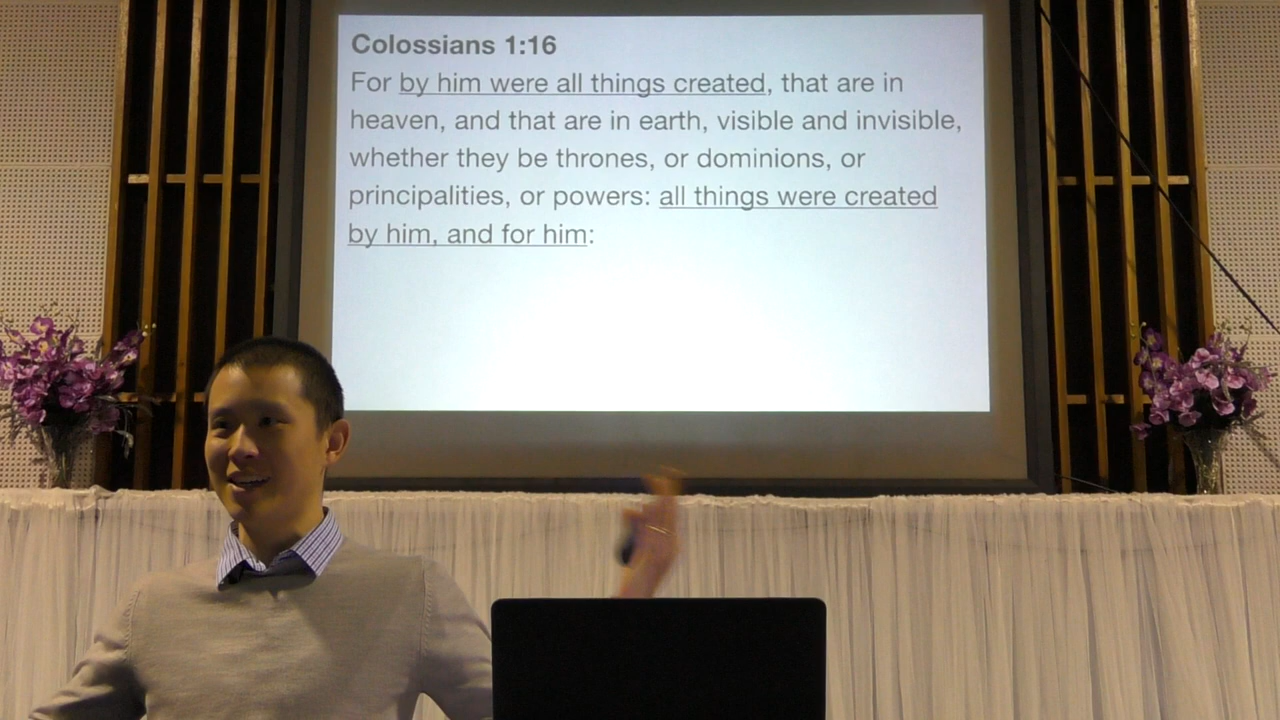 Colossians 1:16
For by him were all things created, that are in
heaven, and that are in earth, visible and invisible,
whether they be thrones, or dominions, or
principalities, or powers: all things were created
by him, and for him: